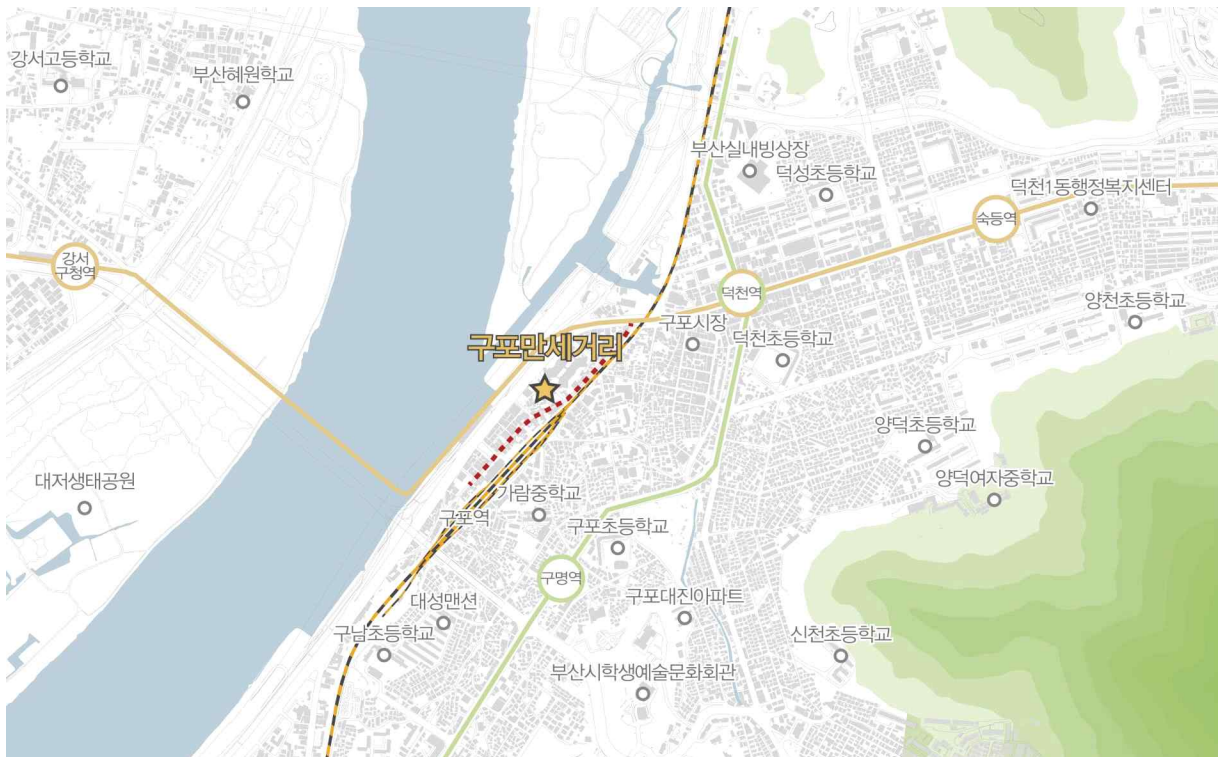 강서고등학교
부산혜원학교
부산실내빙상장
덕성초등학교
덕천1동행정복지센터
숙등역
강서
구청역
덕천역
양천초등학교
구포시장
덕천초등학교
구포만세거리
양덕초등학교
대저생태공원
양덕여자중학교
가람중학교
구포역
구포초등학교
구명역
대성맨션
구포대진아파트
구남초등학교
신천초등학교
부산시학생예술문화회관